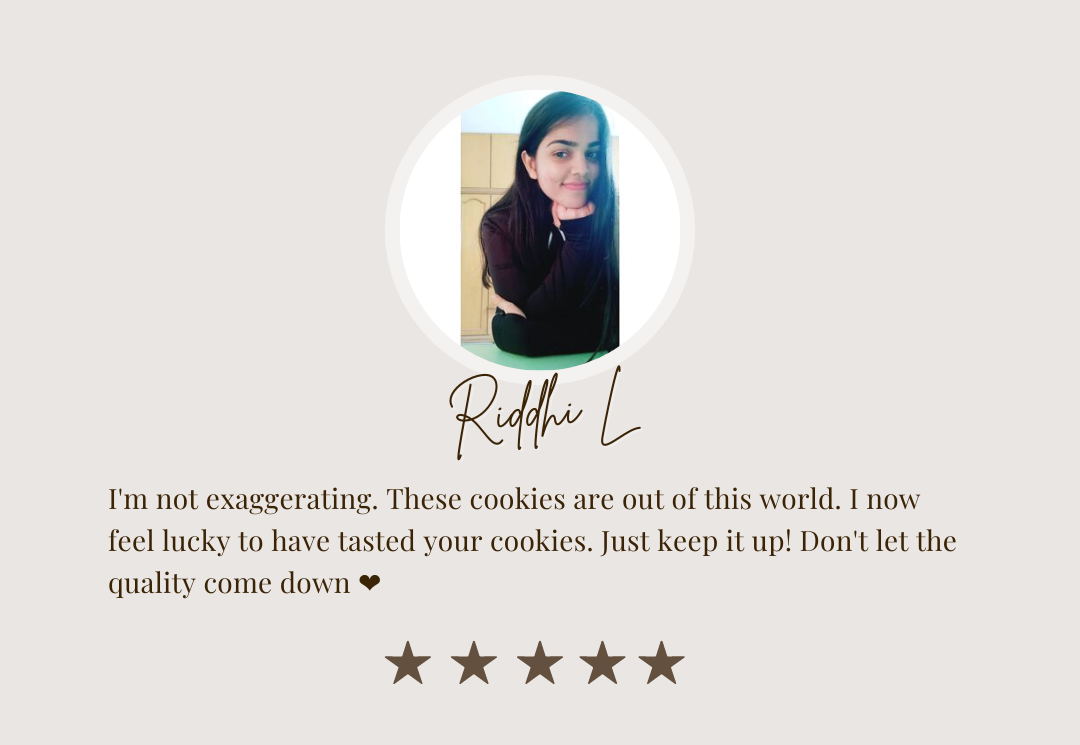 Riddhi L
I'm not exaggerating. These cookies are out of this world. I now
feel lucky to have tasted your cookies. Just keep it up! Don't let the
quality come down ❤